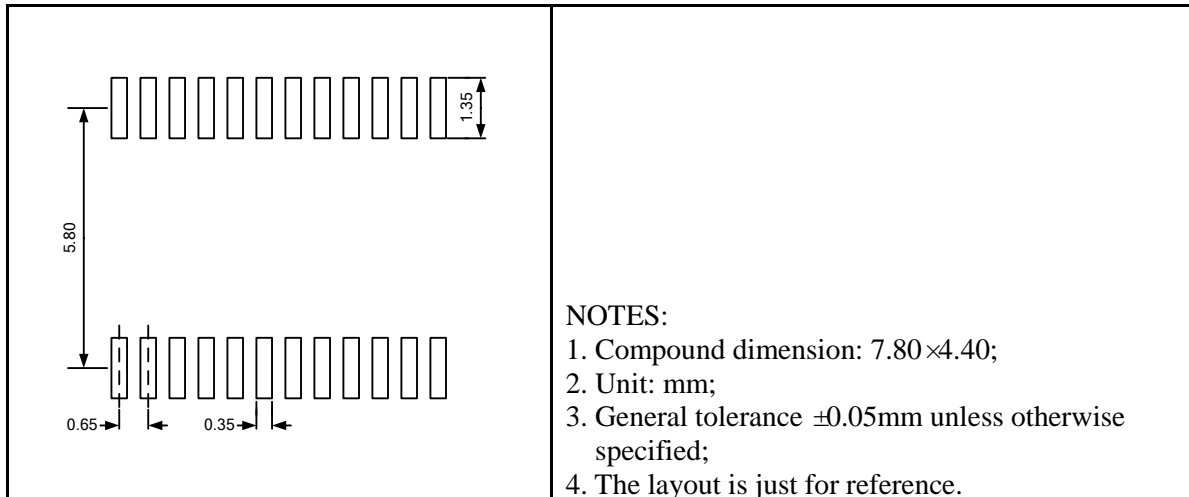 1.35
5.80
0.65
0.35
NOTES:
1. Compound dimension: 7.80×4.40;
2. Unit: mm;
3. General tolerance ±0.05mm unless otherwise
specified;
4. The layout is just for reference.